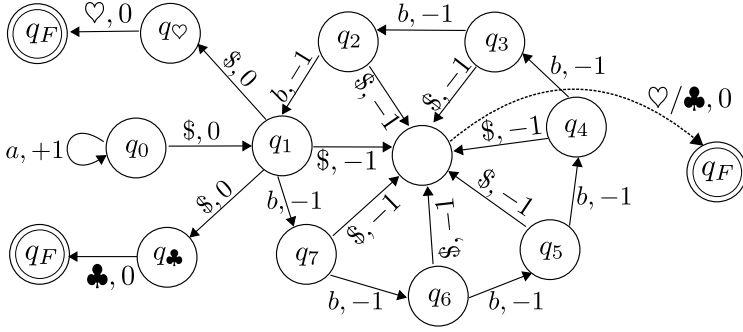 q_F ♡, 0 q_♡ q_2 b, −1 q_3
$, 0 b, −1 $, −1 $, −1 b, −1 ♡/♣, 0
a, +1 q_0 $, 0 q_1 $, −1 $, −1 q_4 q_F
$, 0 b, −1 $, −1 $, −1 $, −1 b, −1
q_F ♣, 0 q_♣ q_7 q_5
b, −1 q_6 b, −1